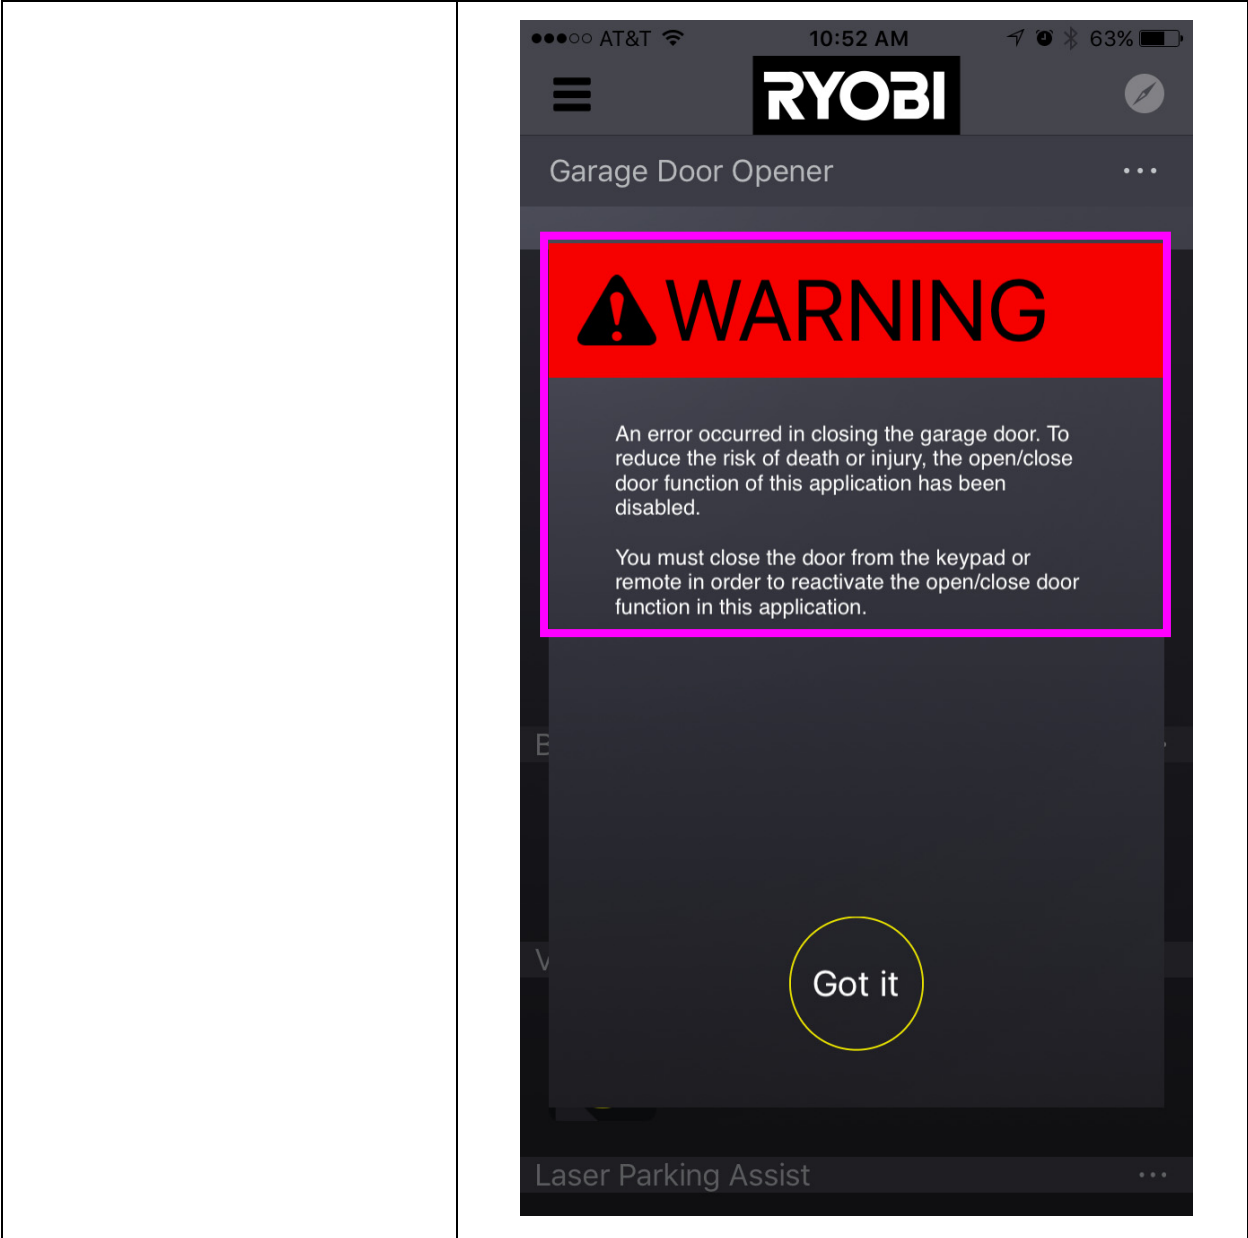 AT&T 10:52 AM 63%
RYOBI
Garage Door Opener ...
WARNING
An error occurred in closing the garage door. To
reduce the risk of death or injury, the open/close
door function of this application has been
disabled.
You must close the door from the keypad or
remote in order to reactivate the open/close door
function in this application.
B
V
Got it
Laser Parking Assist ...